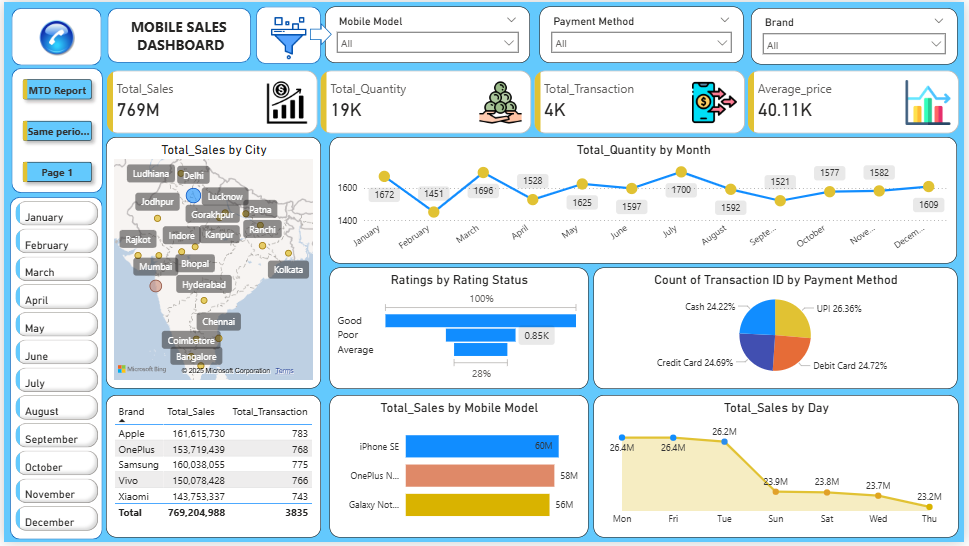 MOBILE SALES
DASHBOARD
Mobile Model
All
Payment Method
All
Brand
All
MTD Report
Same perio...
Page 1
January
February
March
April
May
June
July
August
September
October
November
December
Total_Sales
769M
Total_Quantity
19K
Total_Transaction
4K
Average_price
40.11K
Total_Sales by City
Ludhiana
Delhi
Jodhpur
Lucknow
Gorakhpur
Patna
Rajkot
Indore
Kanpur
Ranchi
Mumbai
Bhopal
Kolkata
Hyderabad
Chennai
Coimbatore
Bangalore
Microsoft Bing
© 2025 Microsoft Corporation Terms
Total_Quantity by Month
1600
1400
1672
1451
1696
1528
1625
1597
1700
1592
1521
1577
1582
1609
January
February
March
April
May
June
July
August
Septe...
October
Nove...
Decem...
Ratings by Rating Status
100%
Good
Poor
0.85K
Average
28%
Count of Transaction ID by Payment Method
Cash 24.22%
UPI 26.36%
Credit Card 24.69%
Debit Card 24.72%
Brand Total_Sales Total_Transaction
Apple 161,615,730 783
OnePlus 153,719,439 768
Samsung 160,038,055 775
Vivo 150,078,428 766
Xiaomi 143,753,337 743
Total 769,204,988 3835
Total_Sales by Mobile Model
iPhone SE 60M
OnePlus N... 58M
Galaxy Not... 56M
Total_Sales by Day
26.4M
26.4M
26.2M
23.9M
23.8M
23.7M
23.2M
Mon
Fri
Tue
Sun
Sat
Wed
Thu